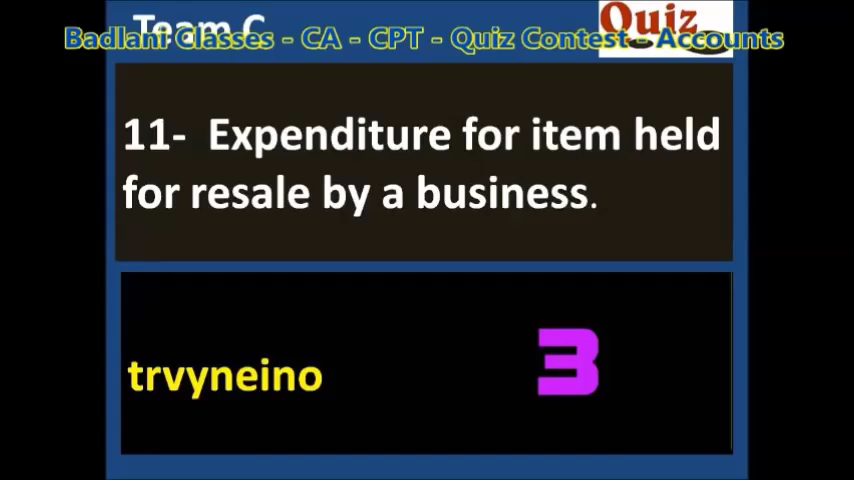 Team C
Quiz
Badlani Classes - CA - CPT - Quiz Contest - Accounts
11- Expenditure for item held
for resale by a business.
trvyneino
3